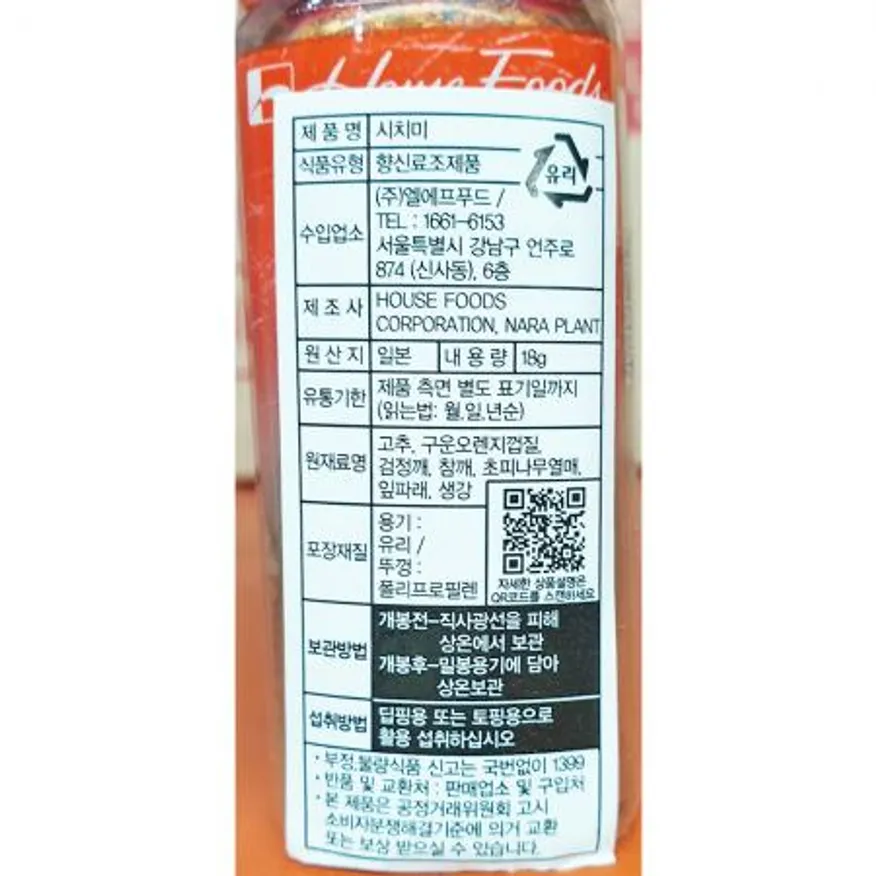 House Foods
제품명 시치미
식품유형 향신료조제품
유리
수입업소 (주)엘에프푸드 /
TEL : 1661-6153
서울특별시 강남구 언주로
874 (신사동), 6층
제조사 HOUSE FOODS
CORPORATION, NARA PLANT
원산지 일본 내용량 18g
유통기한 제품 측면 별도 표기일까지
(읽는법: 월,일,년순)
원재료명 고추, 구운오렌지껍질,
검정깨, 참깨, 초피나무열매,
잎파래, 생강
포장재질 용기 :
유리 /
뚜껑 :
폴리프로필렌
자세한 상품설명은
QR코드를 스캔하세요
보관방법 개봉전-직사광선을 피해
상온에서 보관
개봉후-밀봉용기에 담아
상온보관
섭취방법 딥핑용 또는 토핑용으로
활용 섭취하십시오
· 부정,불량식품 신고는 국번없이 1399
· 반품 및 교환처 : 판매업소 및 구입처
· 본 제품은 공정거래위원회 고시
소비자분쟁해결기준에 의거 교환
또는 보상 받으실 수 있습니다.